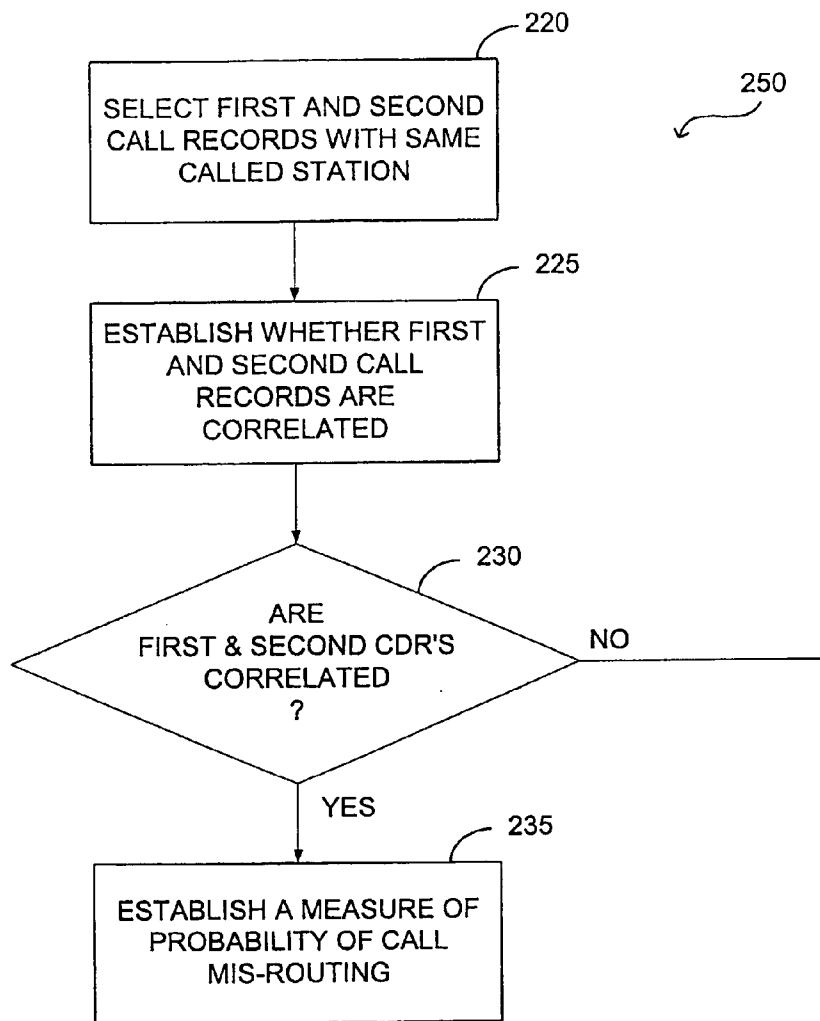 220
250
SELECT FIRST AND SECOND
CALL RECORDS WITH SAME
CALLED STATION
225
ESTABLISH WHETHER FIRST
AND SECOND CALL
RECORDS ARE
CORRELATED
230
ARE
FIRST & SECOND CDR'S
CORRELATED
?
NO
YES
235
ESTABLISH A MEASURE OF
PROBABILITY OF CALL
MIS-ROUTING